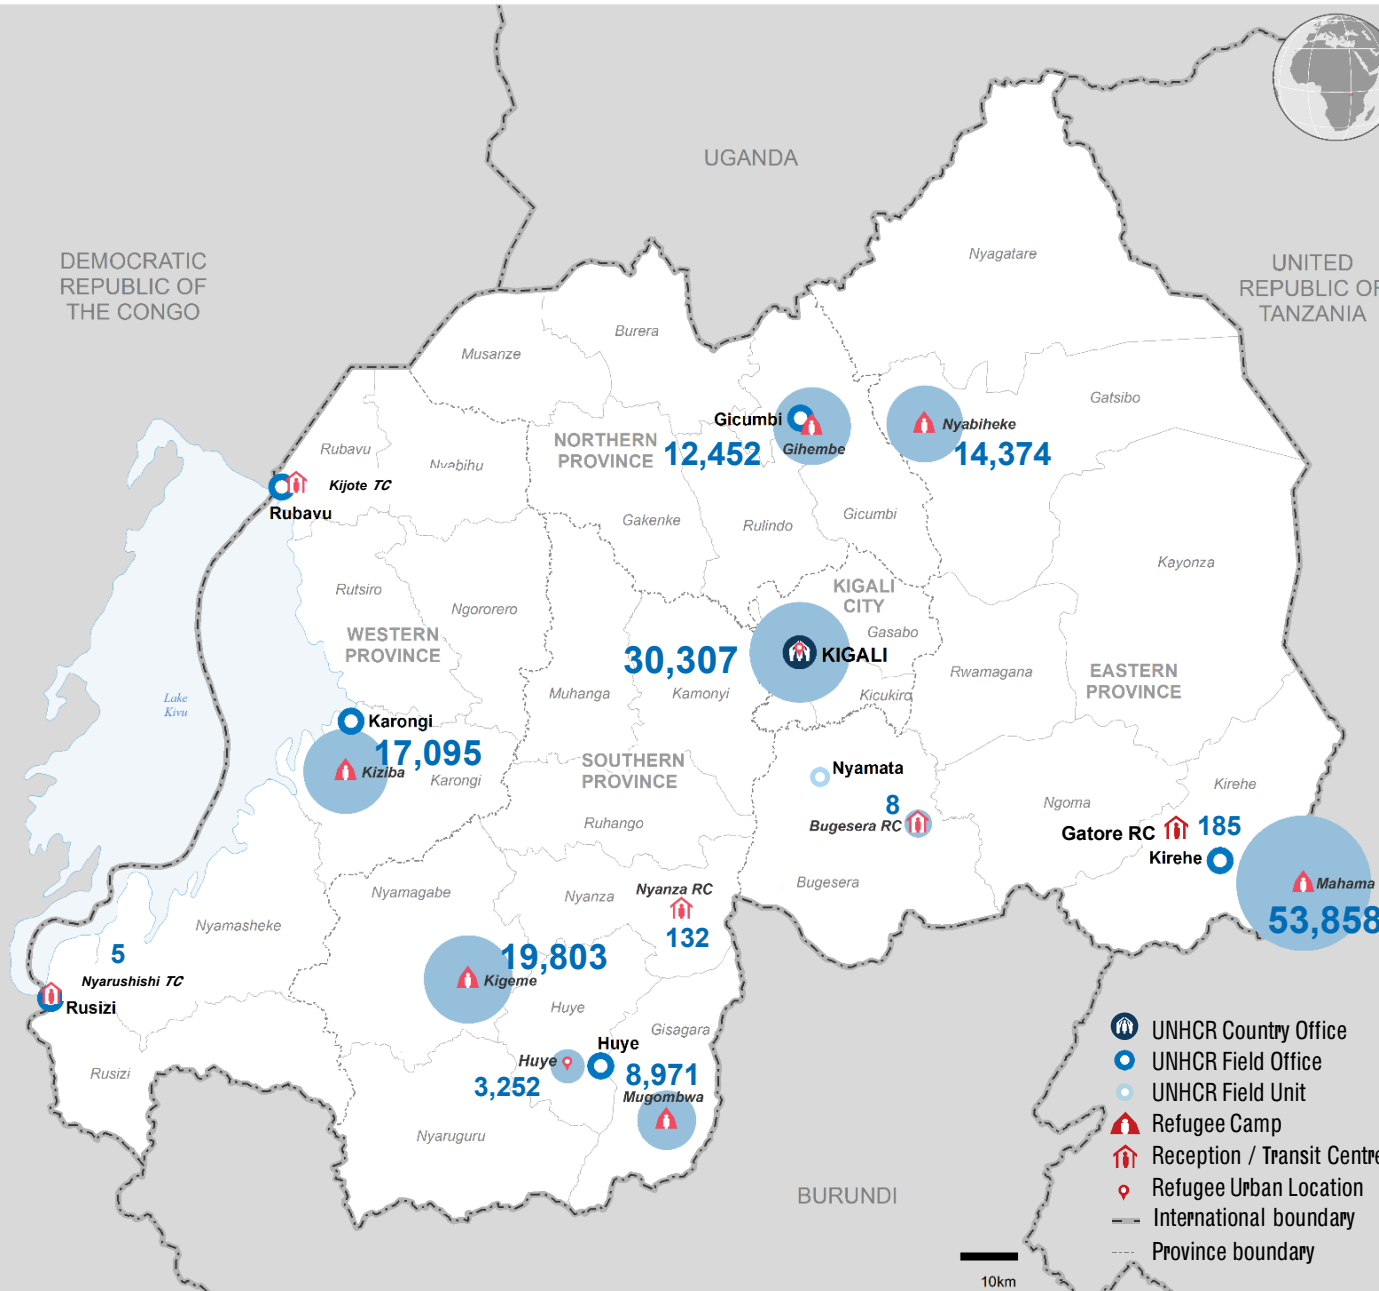 UGANDA
DEMOCRATIC
REPUBLIC OF
THE CONGO
UNITED
REPUBLIC OF
TANZANIA
Nyagatare
Burera
Musanze
Gatsibo
Gicumbi
12,452
Gihembe
Nyabiheke
14,374
NORTHERN
PROVINCE
Rubavu
Nyabihu
Kijote TC
Rubavu
Gakenke
Rulindo
Gicumbi
Kayonza
KIGALI
CITY
Rutsiro
Ngororero
WESTERN
PROVINCE
Gasabo
30,307
KIGALI
Rwamagana
EASTERN
PROVINCE
Lake
Kivu
Muhanga
Kamonyi
Kicukiro
Karongi
17,095
Kiziba
Karongi
SOUTHERN
PROVINCE
Nyamata
8
Bugesera RC
Ngoma
Kirehe
Ruhango
Gatore RC
185
Kirehe
Nyamagabe
Nyanza
Nyanza RC
132
Bugesera
Mahama
53,858
Nyamasheke
5
Nyarushishi TC
Rusizi
19,803
Kigeme
Huye
Gisagara
Huye
Huye
3,252
8,971
Mugombwa
Rusizi
Nyaruguru
BURUNDI
UNHCR Country Office
UNHCR Field Office
UNHCR Field Unit
Refugee Camp
Reception / Transit Centre
Refugee Urban Location
International boundary
Province boundary
10km